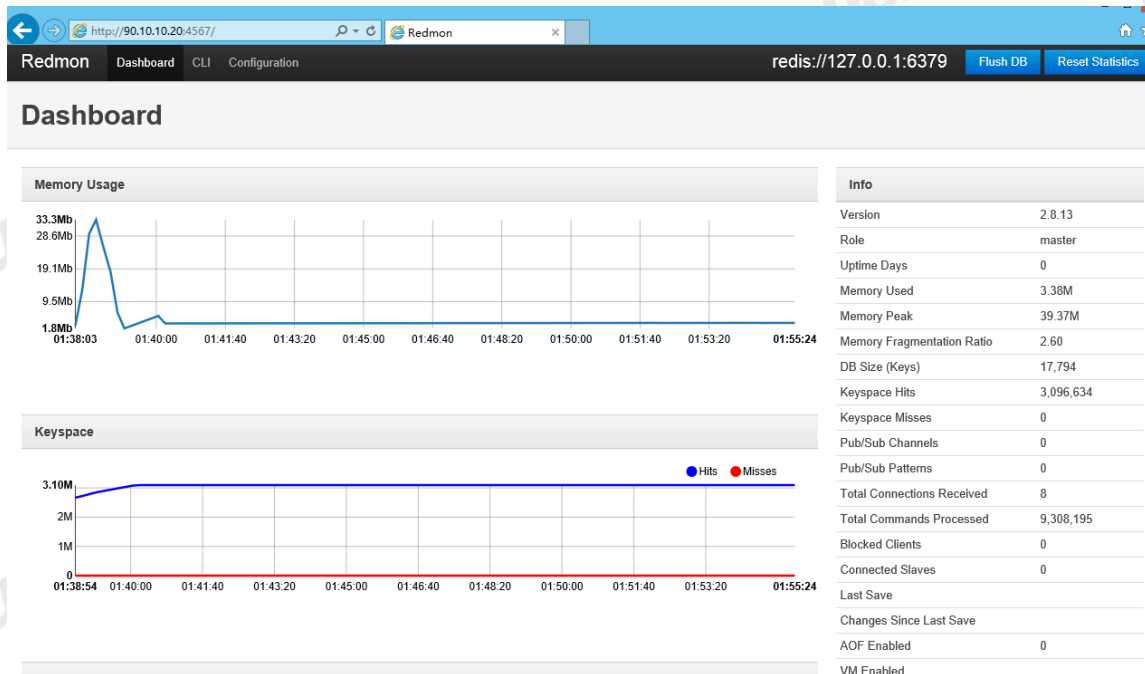 http://90.10.10.20:4567/
Redmon
Redmon Dashboard CLI Configuration redis://127.0.0.1:6379 Flush DB Reset Statistics
Dashboard
Memory Usage
33.3Mb
28.6Mb
19.1Mb
9.5Mb
1.8Mb
01:38:03 01:40:00 01:41:40 01:43:20 01:45:00 01:46:40 01:48:20 01:50:00 01:51:40 01:53:20 01:55:24
Keyspace
Hits Misses
3.10M
2M
1M
0
01:38:54 01:40:00 01:41:40 01:43:20 01:45:00 01:46:40 01:48:20 01:50:00 01:51:40 01:53:20 01:55:24
Info
Version 2.8.13
Role master
Uptime Days 0
Memory Used 3.38M
Memory Peak 39.37M
Memory Fragmentation Ratio 2.60
DB Size (Keys) 17,794
Keyspace Hits 3,096,634
Keyspace Misses 0
Pub/Sub Channels 0
Pub/Sub Patterns 0
Total Connections Received 8
Total Commands Processed 9,308,195
Blocked Clients 0
Connected Slaves 0
Last Save
Changes Since Last Save
AOF Enabled 0
VM Enabled